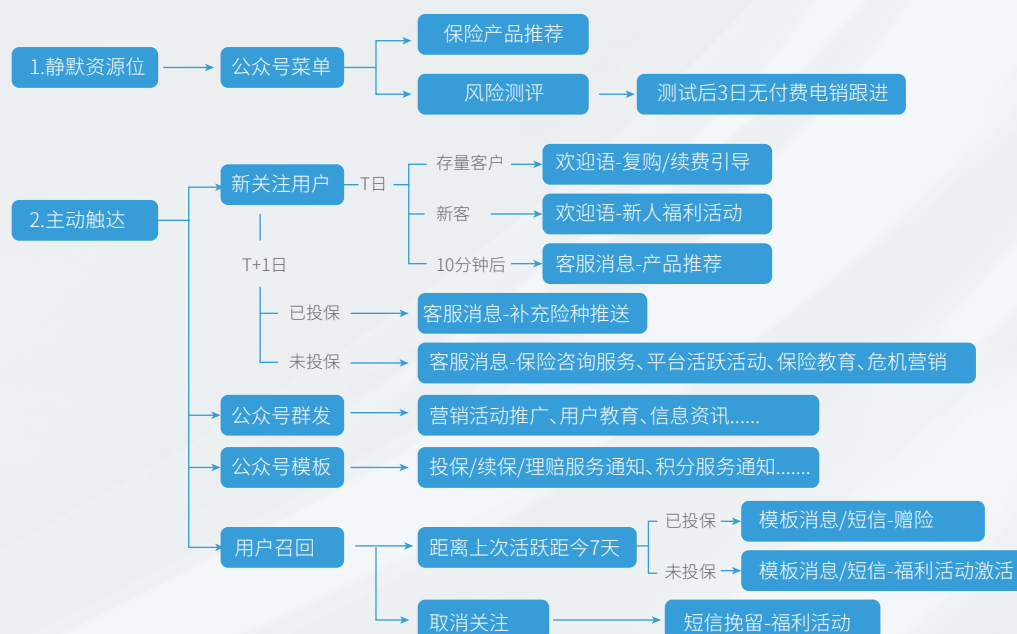 保险产品推荐
1.静默资源位
公众号菜单
风险测评
测试后3日无付费电销跟进
2.主动触达
新关注用户
T日
存量客户
欢迎语-复购/续费引导
新客
欢迎语-新人福利活动
10分钟后
客服消息-产品推荐
T+1日
已投保
客服消息-补充险种推送
未投保
客服消息-保险咨询服务、平台活跃活动、保险教育、危机营销
公众号群发
营销活动推广、用户教育、信息资讯......
公众号模板
投保/续保/理赔服务通知、积分服务通知.......
用户召回
距离上次活跃距今7天
已投保
模板消息/短信-赠险
未投保
模板消息/短信-福利活动激活
取消关注
短信挽留-福利活动